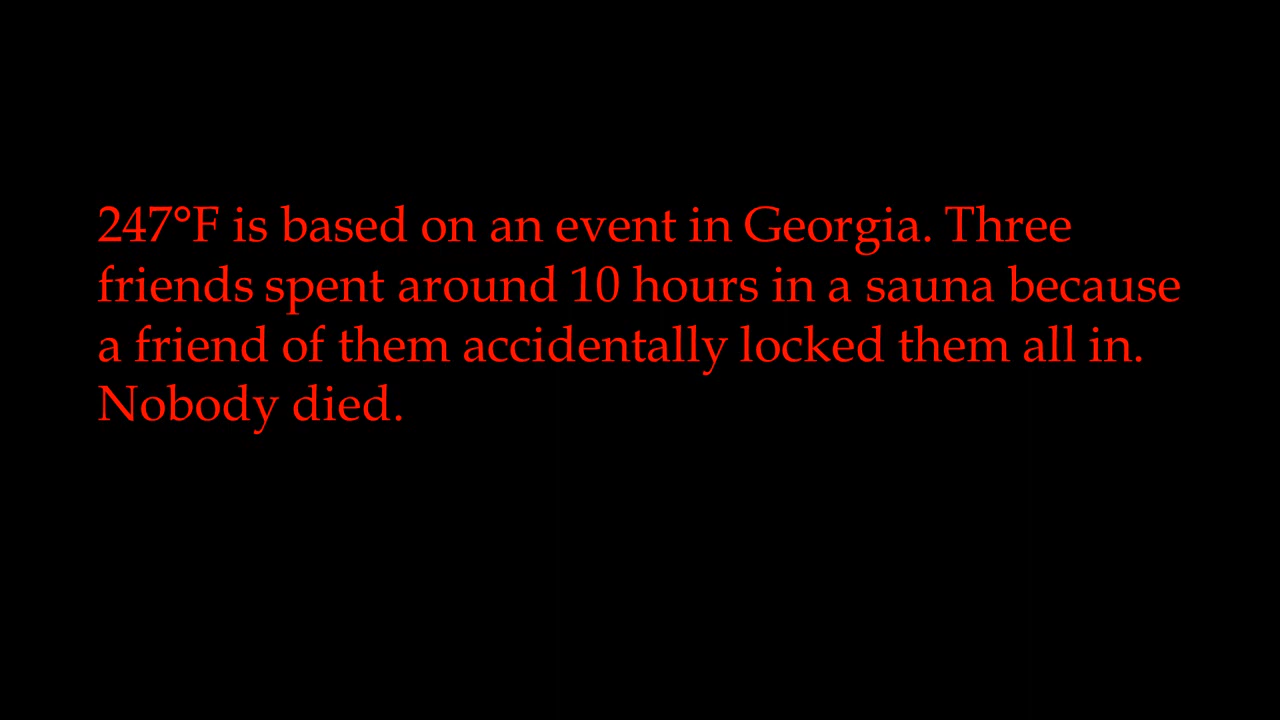 247°F is based on an event in Georgia. Three
friends spent around 10 hours in a sauna because
a friend of them accidentally locked them all in.
Nobody died.